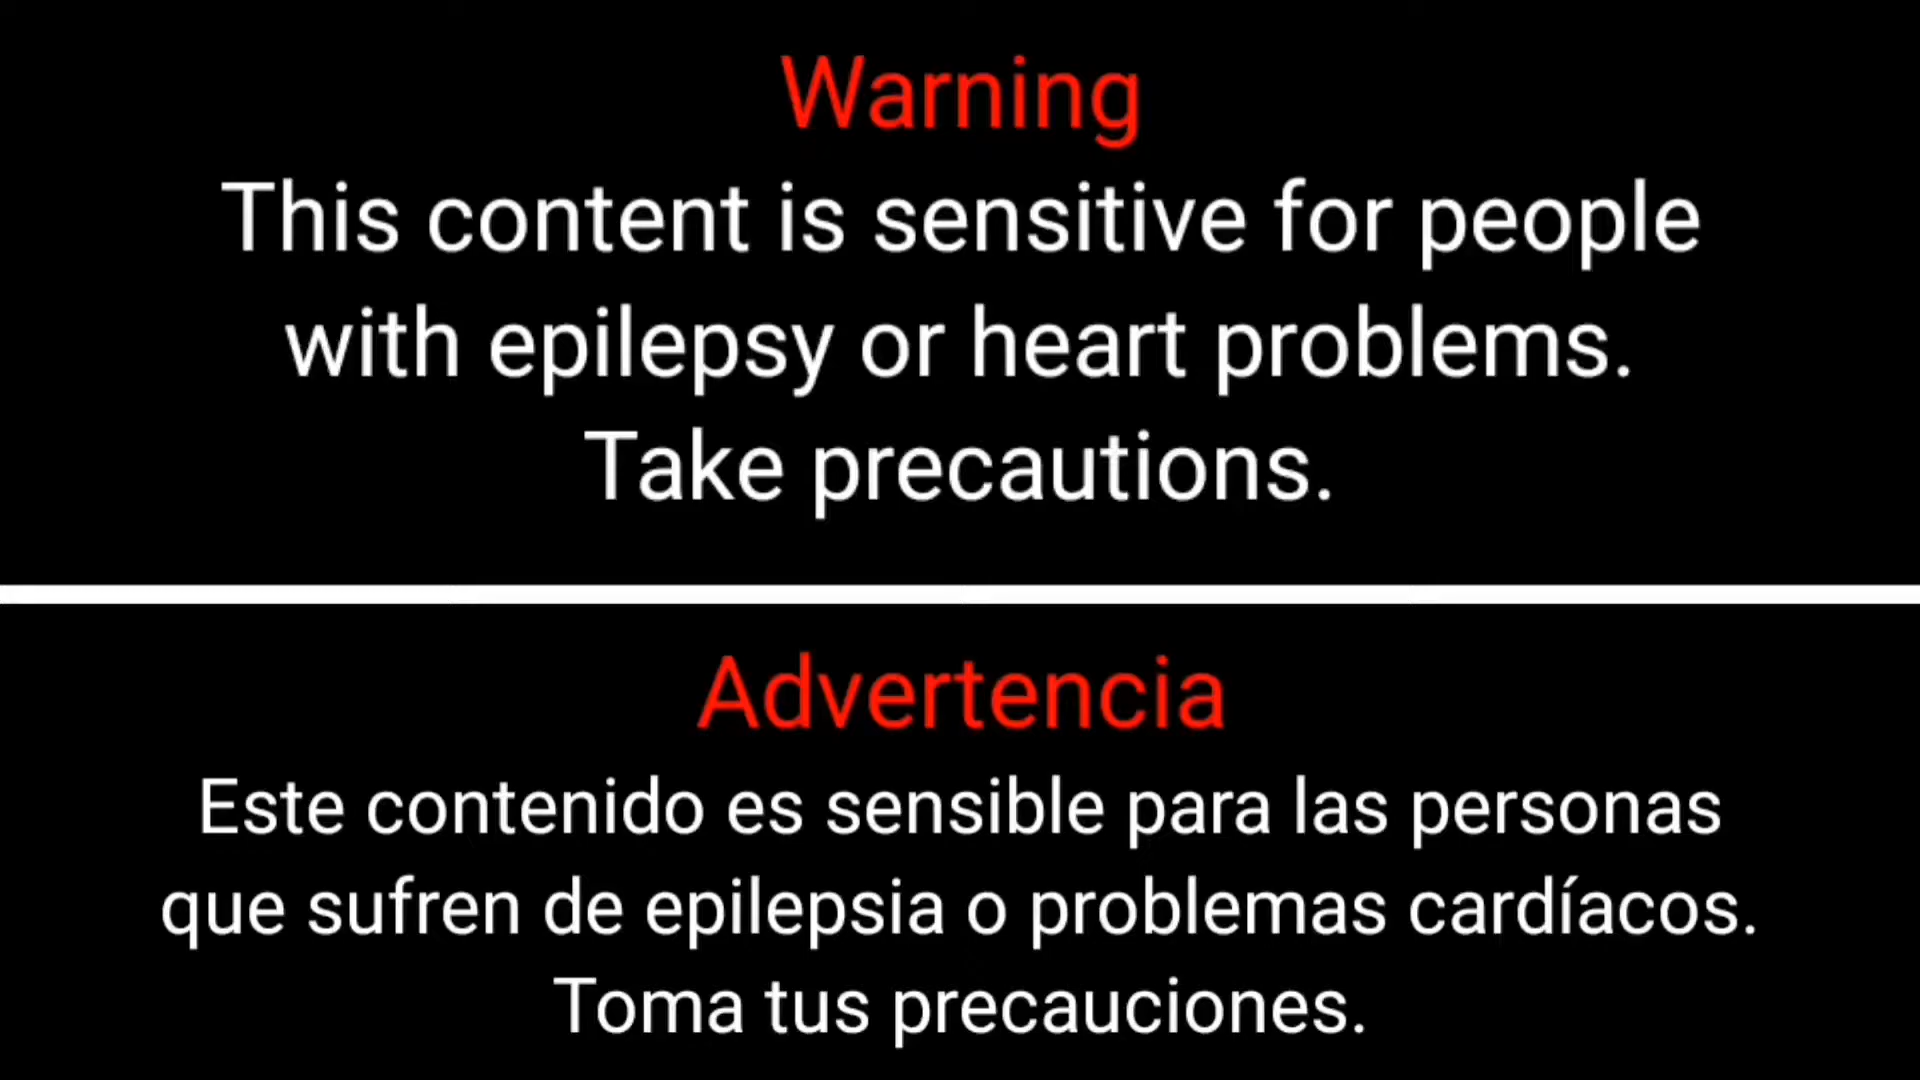 Warning
This content is sensitive for people
with epilepsy or heart problems.
Take precautions.
Advertencia
Este contenido es sensible para las personas
que sufren de epilepsia o problemas cardíacos.
Toma tus precauciones.